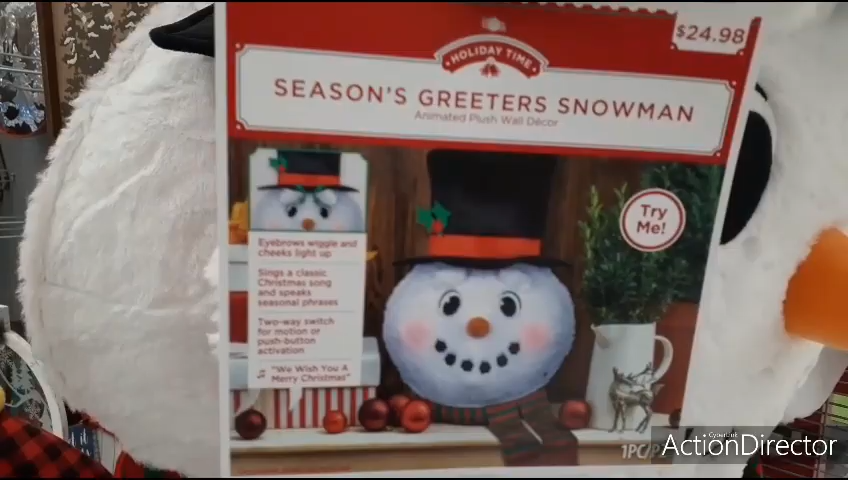 $24.98
HOLIDAY TIME
SEASON'S GREETERS SNOWMAN
Animated Plush Wall Décor
Try
Me!
Eyebrows wiggle and
cheeks light up
Sings a classic
Christmas song
and speaks
seasonal phrases
Two-way switch
for motion or
push-button
activation
"We Wish You A
Merry Christmas"
1PC/P
CyberLink
ActionDirector